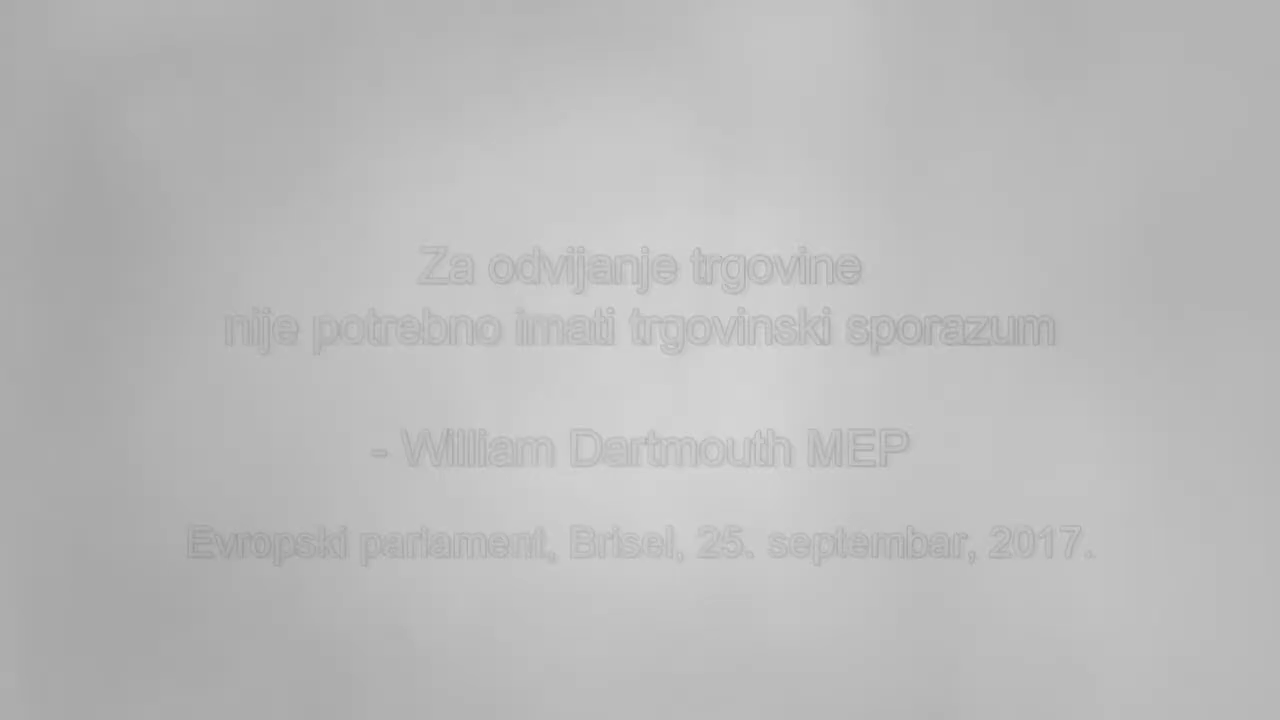 Za odvijanje trgovine
nije potrebno imati trgovinski sporazum
- William Dartmouth MEP
Evropski parlament, Brisel, 25. septembar, 2017.